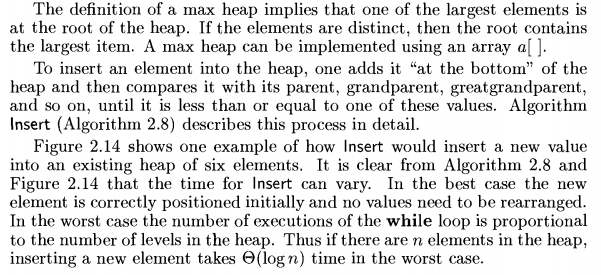 The definition of a max heap implies that one of the largest elements is
at the root of the heap. If the elements are distinct, then the root contains
the largest item. A max heap can be implemented using an array a[ ].
To insert an element into the heap, one adds it “at the bottom” of the
heap and then compares it with its parent, grandparent, greatgrandparent,
and so on, until it is less than or equal to one of these values. Algorithm
Insert (Algorithm 2.8) describes this process in detail.
Figure 2.14 shows one example of how Insert would insert a new value
into an existing heap of six elements. It is clear from Algorithm 2.8 and
Figure 2.14 that the time for Insert can vary. In the best case the new
element is correctly positioned initially and no values need to be rearranged.
In the worst case the number of executions of the while loop is proportional
to the number of levels in the heap. Thus if there are n elements in the heap,
inserting a new element takes Θ(log n) time in the worst case.